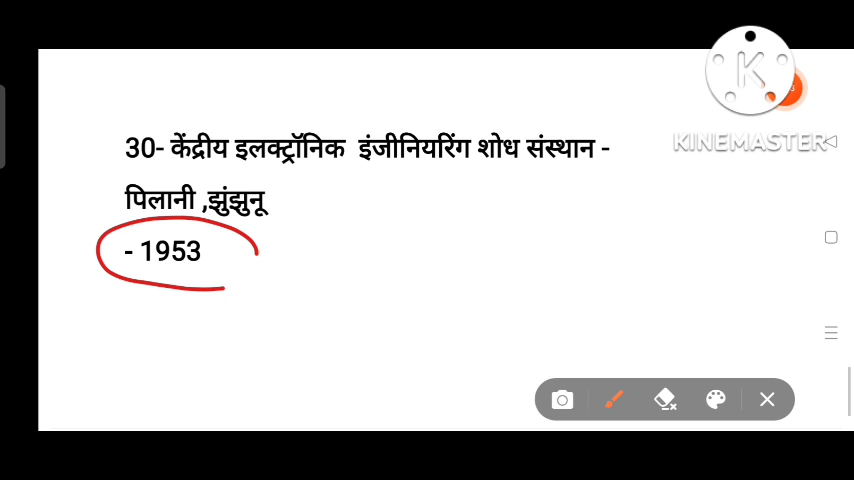 KINEMASTER
30- केंद्रीय इलक्ट्रॉनिक इंजीनियरिंग शोध संस्थान -
पिलानी ,झुंझुनू
- 1953